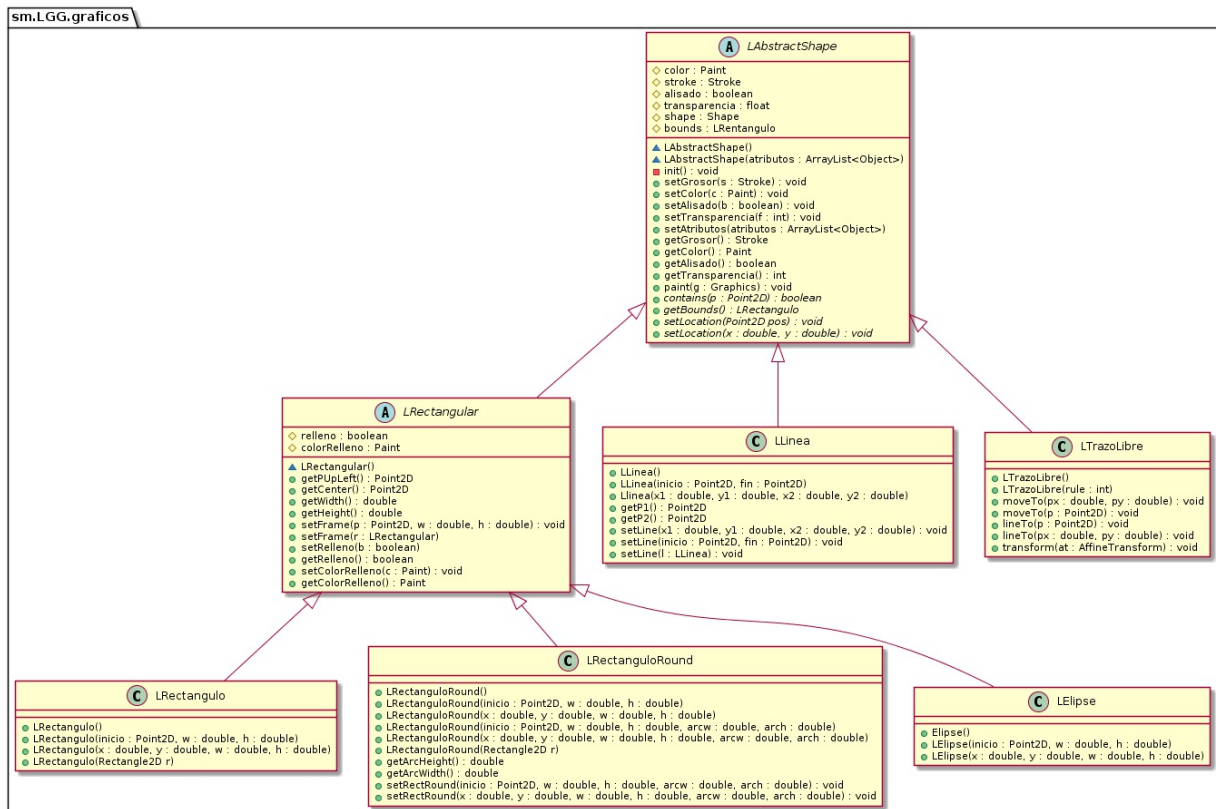 sm.LGG.graficos
A LAbstractShape
color : Paint
stroke : Stroke
alisado : boolean
transparencia : float
shape : Shape
bounds : LRentangulo
LAbstractShape()
LAbstractShape(atributos : ArrayList<Object>)
init() : void
setGrosor(s : Stroke) : void
setColor(c : Paint) : void
setAlisado(b : boolean) : void
setTransparencia(f : int) : void
setAtributos(atributos : ArrayList<Object>)
getGrosor() : Stroke
getColor() : Paint
getAlisado() : boolean
getTransparencia() : int
paint(g : Graphics) : void
contains(p : Point2D) : boolean
getBounds() : LRectangulo
setLocation(Point2D pos) : void
setLocation(x : double, y : double) : void
A LRectangular
relleno : boolean
colorRelleno : Paint
LRectangular()
getPUpLeft() : Point2D
getCenter() : Point2D
getWidth() : double
getHeight() : double
setFrame(p : Point2D, w : double, h : double) : void
setFrame(r : LRectangular)
setRelleno(b : boolean)
getRelleno() : boolean
setColorRelleno(c : Paint) : void
getColorRelleno() : Paint
C LLinea
LLinea()
LLinea(inicio : Point2D, fin : Point2D)
Llinea(x1 : double, y1 : double, x2 : double, y2 : double)
getP1() : Point2D
getP2() : Point2D
setLine(x1 : double, y1 : double, x2 : double, y2 : double) : void
setLine(inicio : Point2D, fin : Point2D) : void
setLine(l : LLinea) : void
C LTrazoLibre
LTrazoLibre()
LTrazoLibre(rule : int)
moveTo(px : double, py : double) : void
moveTo(p : Point2D) : void
lineTo(p : Point2D) : void
lineTo(px : double, py : double) : void
transform(at : AffineTransform) : void
C LRectangulo
LRectangulo()
LRectangulo(inicio : Point2D, w : double, h : double)
LRectangulo(x : double, y : double, w : double, h : double)
LRectangulo(Rectangle2D r)
C LRectanguloRound
LRectanguloRound()
LRectanguloRound(inicio : Point2D, w : double, h : double)
LRectanguloRound(x : double, y : double, w : double, h : double)
LRectanguloRound(inicio : Point2D, w : double, h : double, arcw : double, arch : double)
LRectanguloRound(x : double, y : double, w : double, h : double, arcw : double, arch : double)
LRectanguloRound(Rectangle2D r)
getArcHeight() : double
getArcWidth() : double
setRectRound(inicio : Point2D, w : double, h : double, arcw : double, arch : double) : void
setRectRound(x : double, y : double, w : double, h : double, arcw : double, arch : double) : void
C LElipse
Elipse()
LElipse(inicio : Point2D, w : double, h : double)
LElipse(x : double, y : double, w : double, h : double)